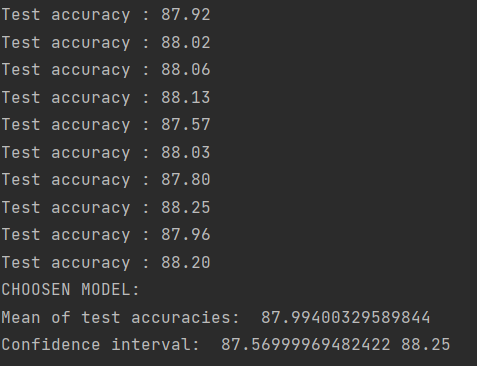 Test accuracy : 87.92
Test accuracy : 88.02
Test accuracy : 88.06
Test accuracy : 88.13
Test accuracy : 87.57
Test accuracy : 88.03
Test accuracy : 87.80
Test accuracy : 88.25
Test accuracy : 87.96
Test accuracy : 88.20
CHOOSEN MODEL:
Mean of test accuracies:  87.99400329589844
Confidence interval:  87.56999969482422 88.25